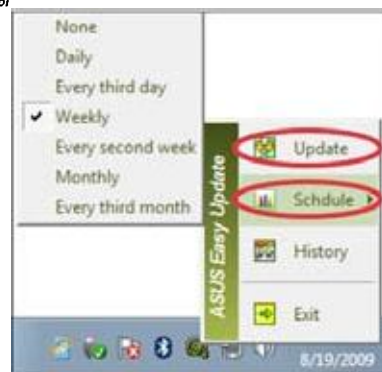 None
Daily
Every third day
Weekly
Every second week
Monthly
Every third month
ASUS Easy Update
Update
Schdule
History
Exit
8/19/2009